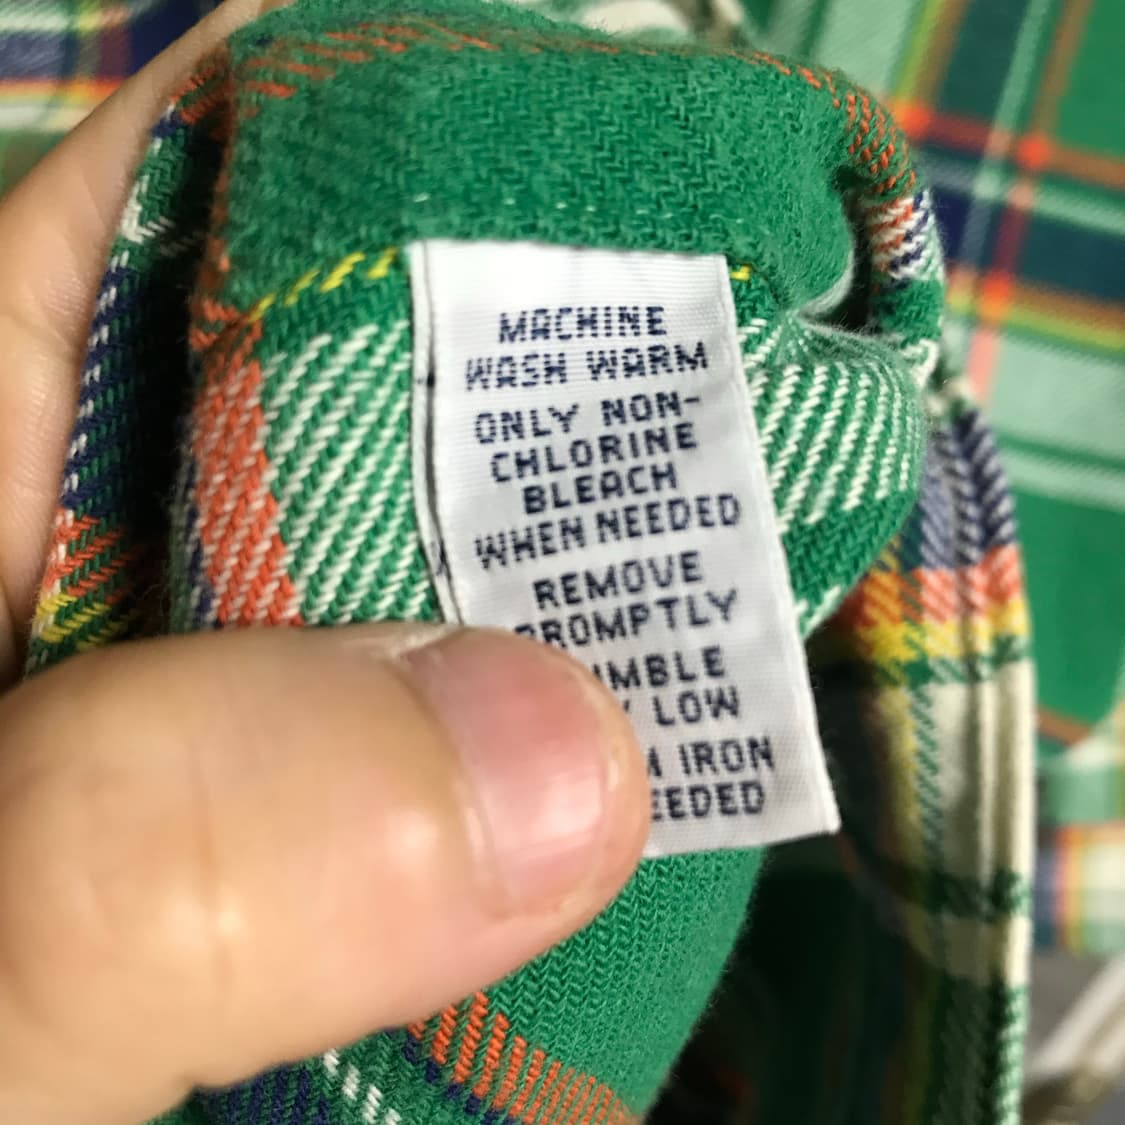 MACHINE
WASH WARM
ONLY NON-
CHLORINE
BLEACH
WHEN NEEDED
REMOVE
PROMPTLY
LOW
IRON